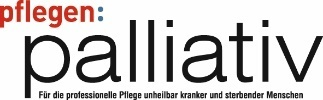 pflegen:
palliativ
Für die professionelle Pflege unheilbar kranker und sterbender Menschen